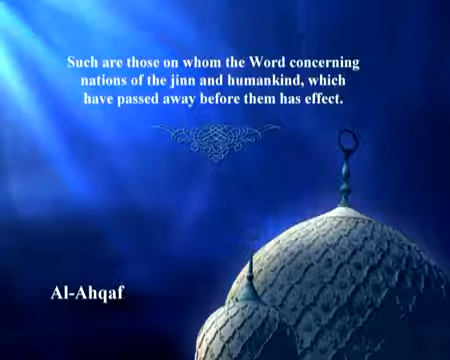 Such are those on whom the Word concerning
nations of the jinn and humankind, which
have passed away before them has effect.
Al-Ahqaf